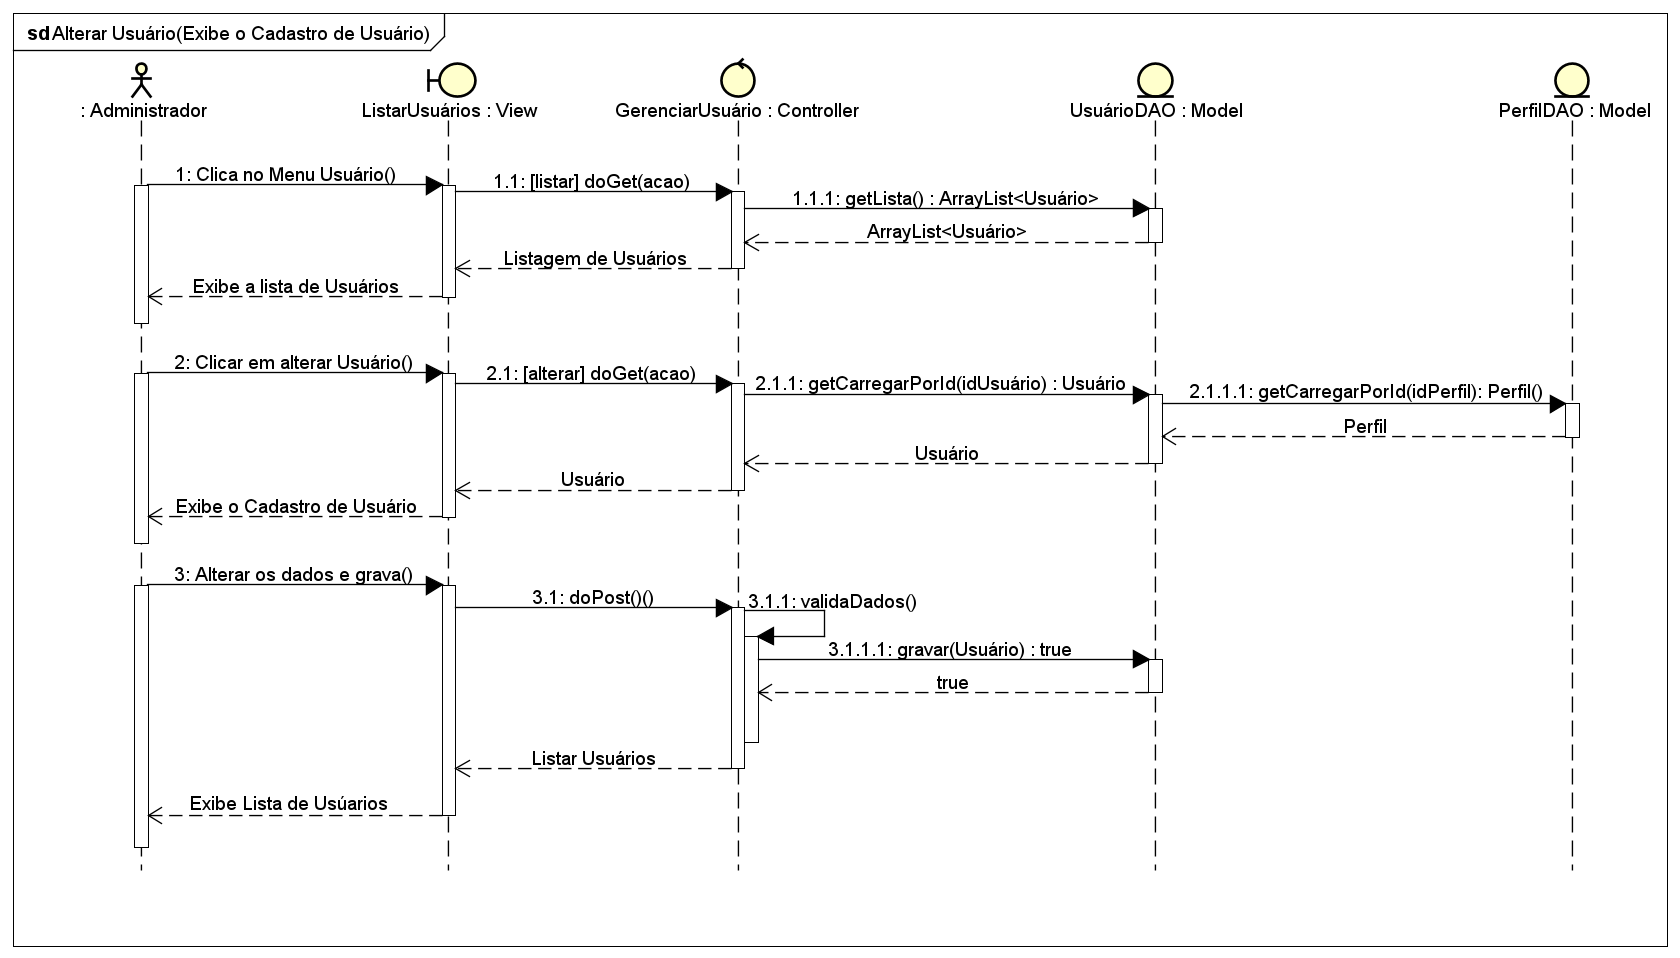 sd Alterar Usuário(Exibe o Cadastro de Usuário)
: Administrador
ListarUsuários : View
GerenciarUsuário : Controller
UsuárioDAO : Model
PerfilDAO : Model
1: Clica no Menu Usuário()
1.1: [listar] doGet(acao)
1.1.1: getLista() : ArrayList<Usuário>
ArrayList<Usuário>
Listagem de Usuários
Exibe a lista de Usuários
2: Clicar em alterar Usuário()
2.1: [alterar] doGet(acao)
2.1.1: getCarregarPorId(idUsuário) : Usuário
2.1.1.1: getCarregarPorId(idPerfil): Perfil()
Perfil
Usuário
Usuário
Exibe o Cadastro de Usuário
3: Alterar os dados e grava()
3.1: doPost()()
3.1.1: validaDados()
3.1.1.1: gravar(Usuário) : true
true
Listar Usuários
Exibe Lista de Usúarios